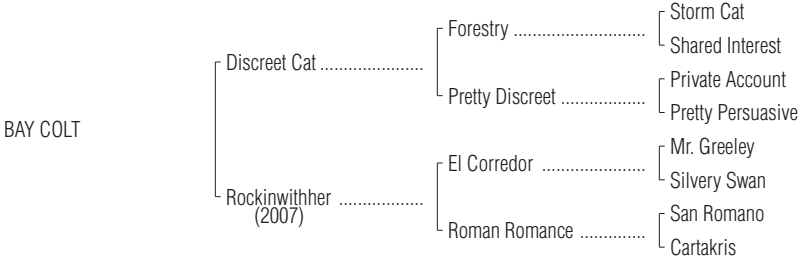 Storm Cat
Forestry ............................
Shared Interest
Discreet Cat ......................
Private Account
Pretty Discreet ..................
Pretty Persuasive
BAY COLT
Mr. Greeley
El Corredor ......................
Silvery Swan
Rockinwithher ..................
(2007)
San Romano
Roman Romance ..............
Cartakris